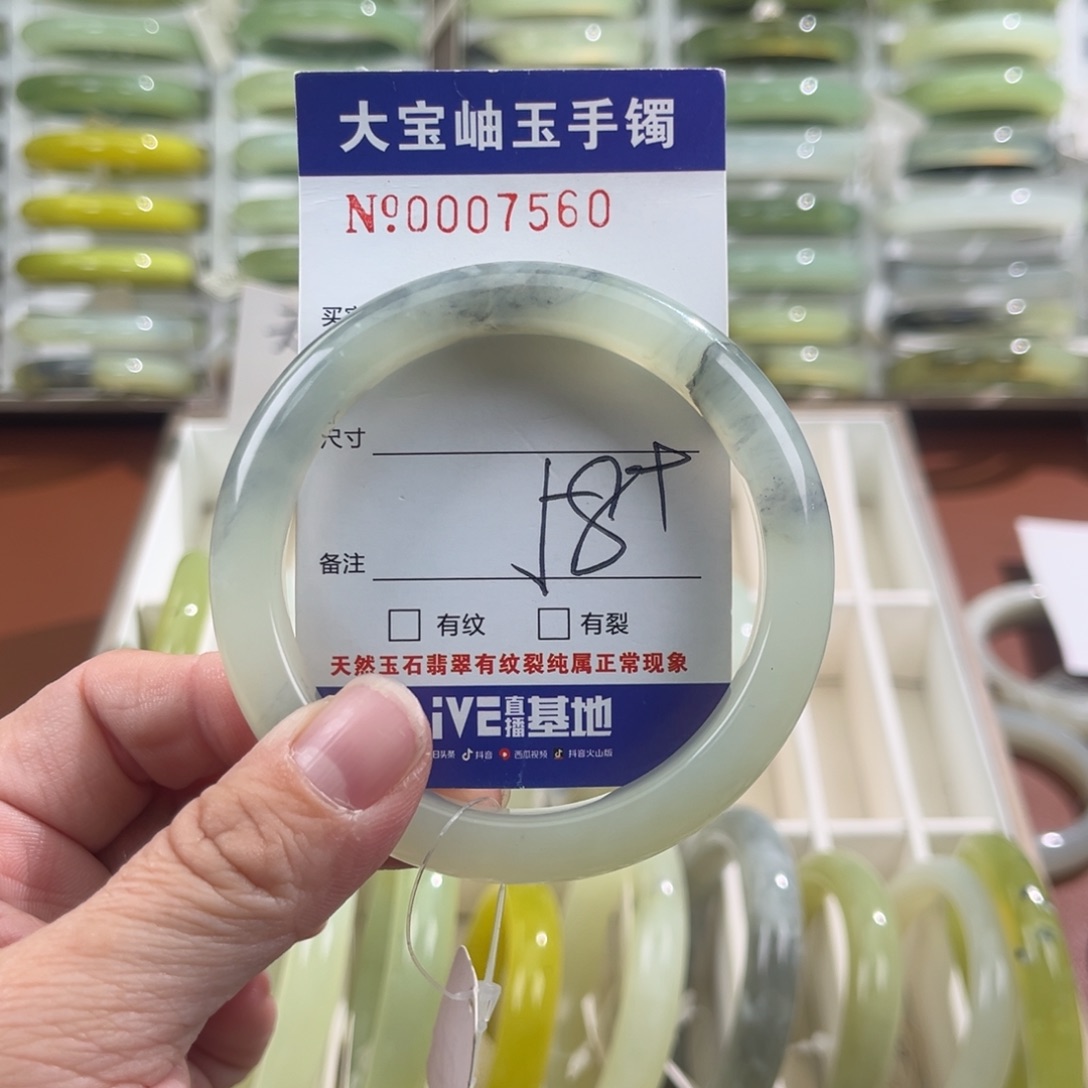 大宝岫玉手镯
№0007560
尺寸
备注
□ 有纹 □ 有裂
天然玉石翡翠有纹裂纯属正常现象
iVE直播基地
抖音 西瓜视频 抖音火山版